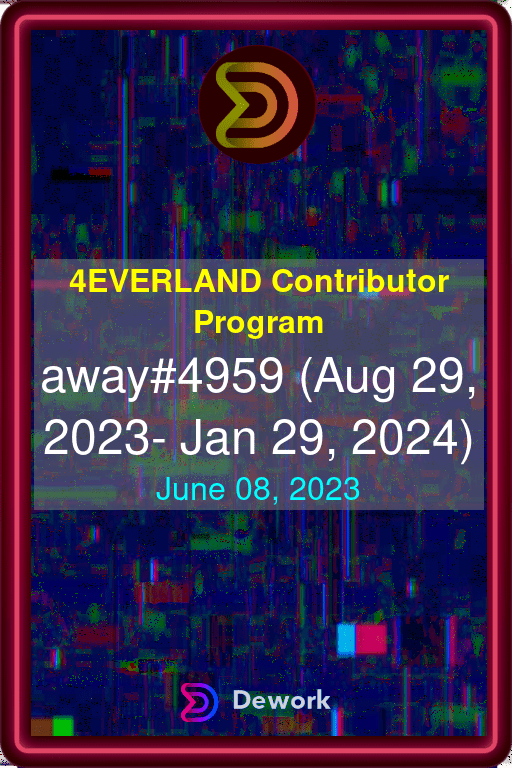 4EVERLAND Contributor
Program
away#4959 (Aug 29,
2023- Jan 29, 2024)
June 08, 2023
Dework